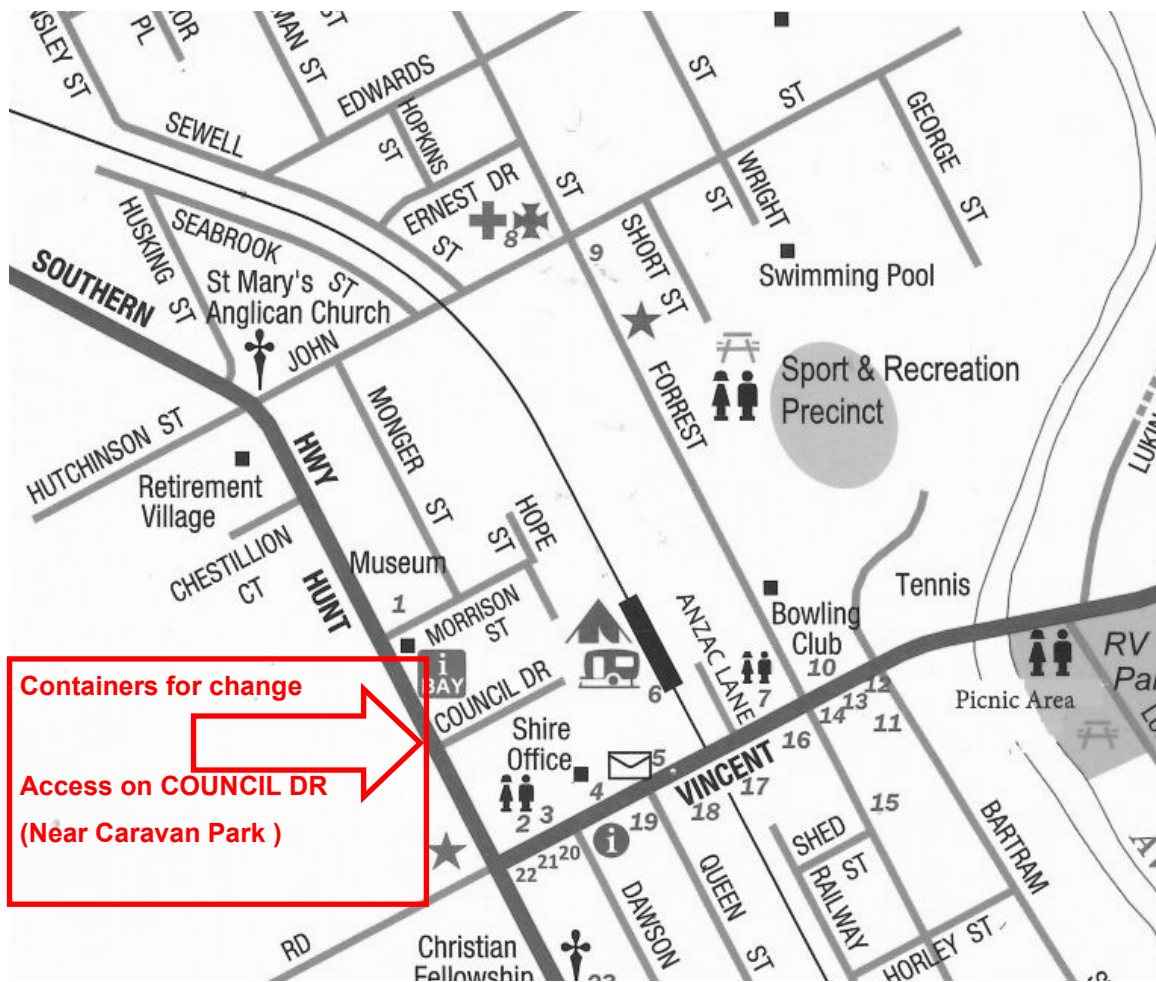 NSLEY ST
PL
OR
MAN ST
ST
EDWARDS
ST
ST
GEORGE ST
SEWELL
HOPKINS ST
WRIGHT ST
ERNEST DR
ST
ST
8
9
SHORT ST
HUSKING ST
SEABROOK ST
Swimming Pool
SOUTHERN
St Mary's
Anglican Church
JOHN
Sport & Recreation
Precinct
FORREST
MONGER ST
HUTCHINSON ST
HWY
LUKIN
Retirement
Village
HOPE ST
CHESTILLION CT
HUNT
Museum
1
MORRISON ST
ANZAC LANE
Tennis
Bowling
Club
10
i
BAY
COUNCIL DR
6
7
12
13
14
11
RV
Picnic Area
Containers for change
Access on COUNCIL DR
(Near Caravan Park )
Shire
Office
5
4
2
3
VINCENT
16
17
18
19
15
i
22
21
20
SHED ST
RAILWAY
BARTRAM
RD
DAWSON
QUEEN ST
HORLEY ST
Christian
Fellowship